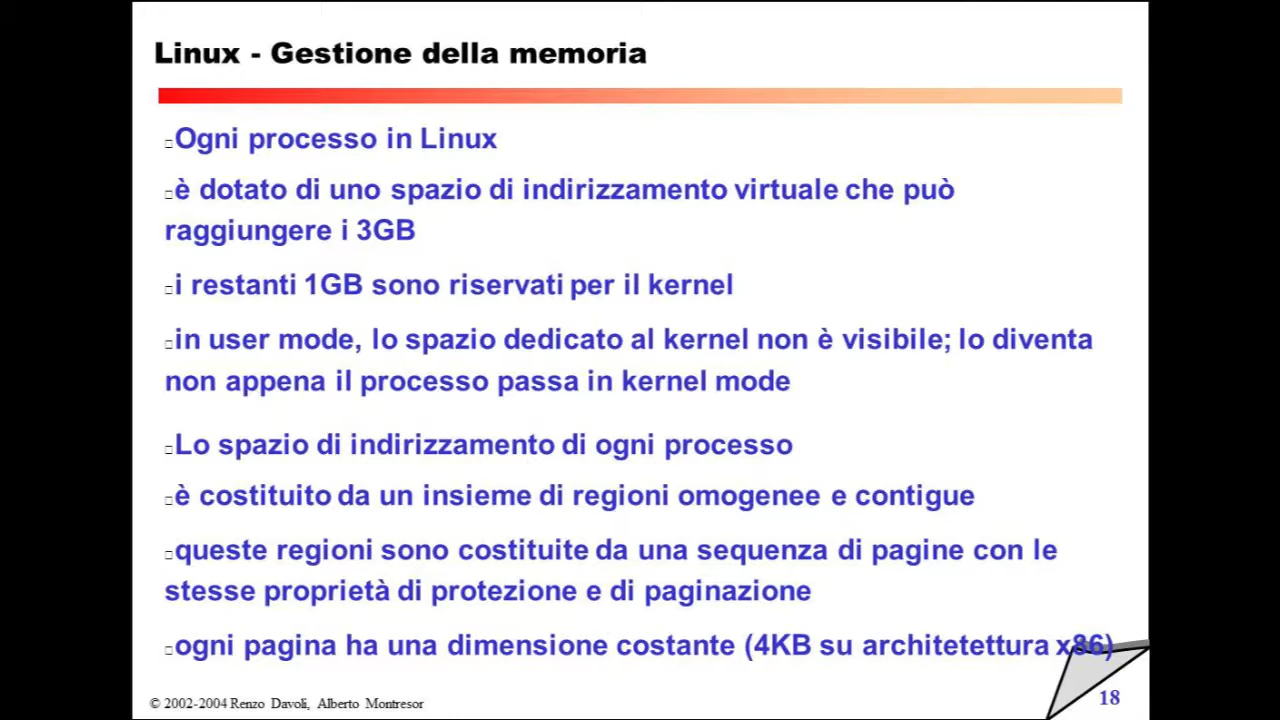 Linux - Gestione della memoria
Ogni processo in Linux
è dotato di uno spazio di indirizzamento virtuale che può
raggiungere i 3GB
i restanti 1GB sono riservati per il kernel
in user mode, lo spazio dedicato al kernel non è visibile; lo diventa
non appena il processo passa in kernel mode
Lo spazio di indirizzamento di ogni processo
è costituito da un insieme di regioni omogenee e contigue
queste regioni sono costituite da una sequenza di pagine con le
stesse proprietà di protezione e di paginazione
ogni pagina ha una dimensione costante (4KB su architetettura x86)
© 2002-2004 Renzo Davoli, Alberto Montresor
18